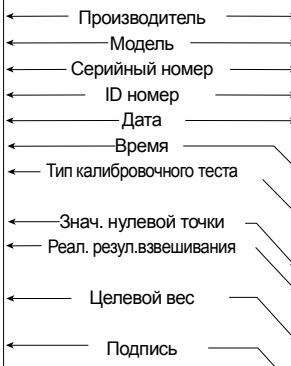 Производитель
Модель
Серийный номер
ID номер
Дата
Время
Тип калибровочного теста
Знач. нулевой точки
Реал. резул.взвешивания
Целевой вес
Подпись